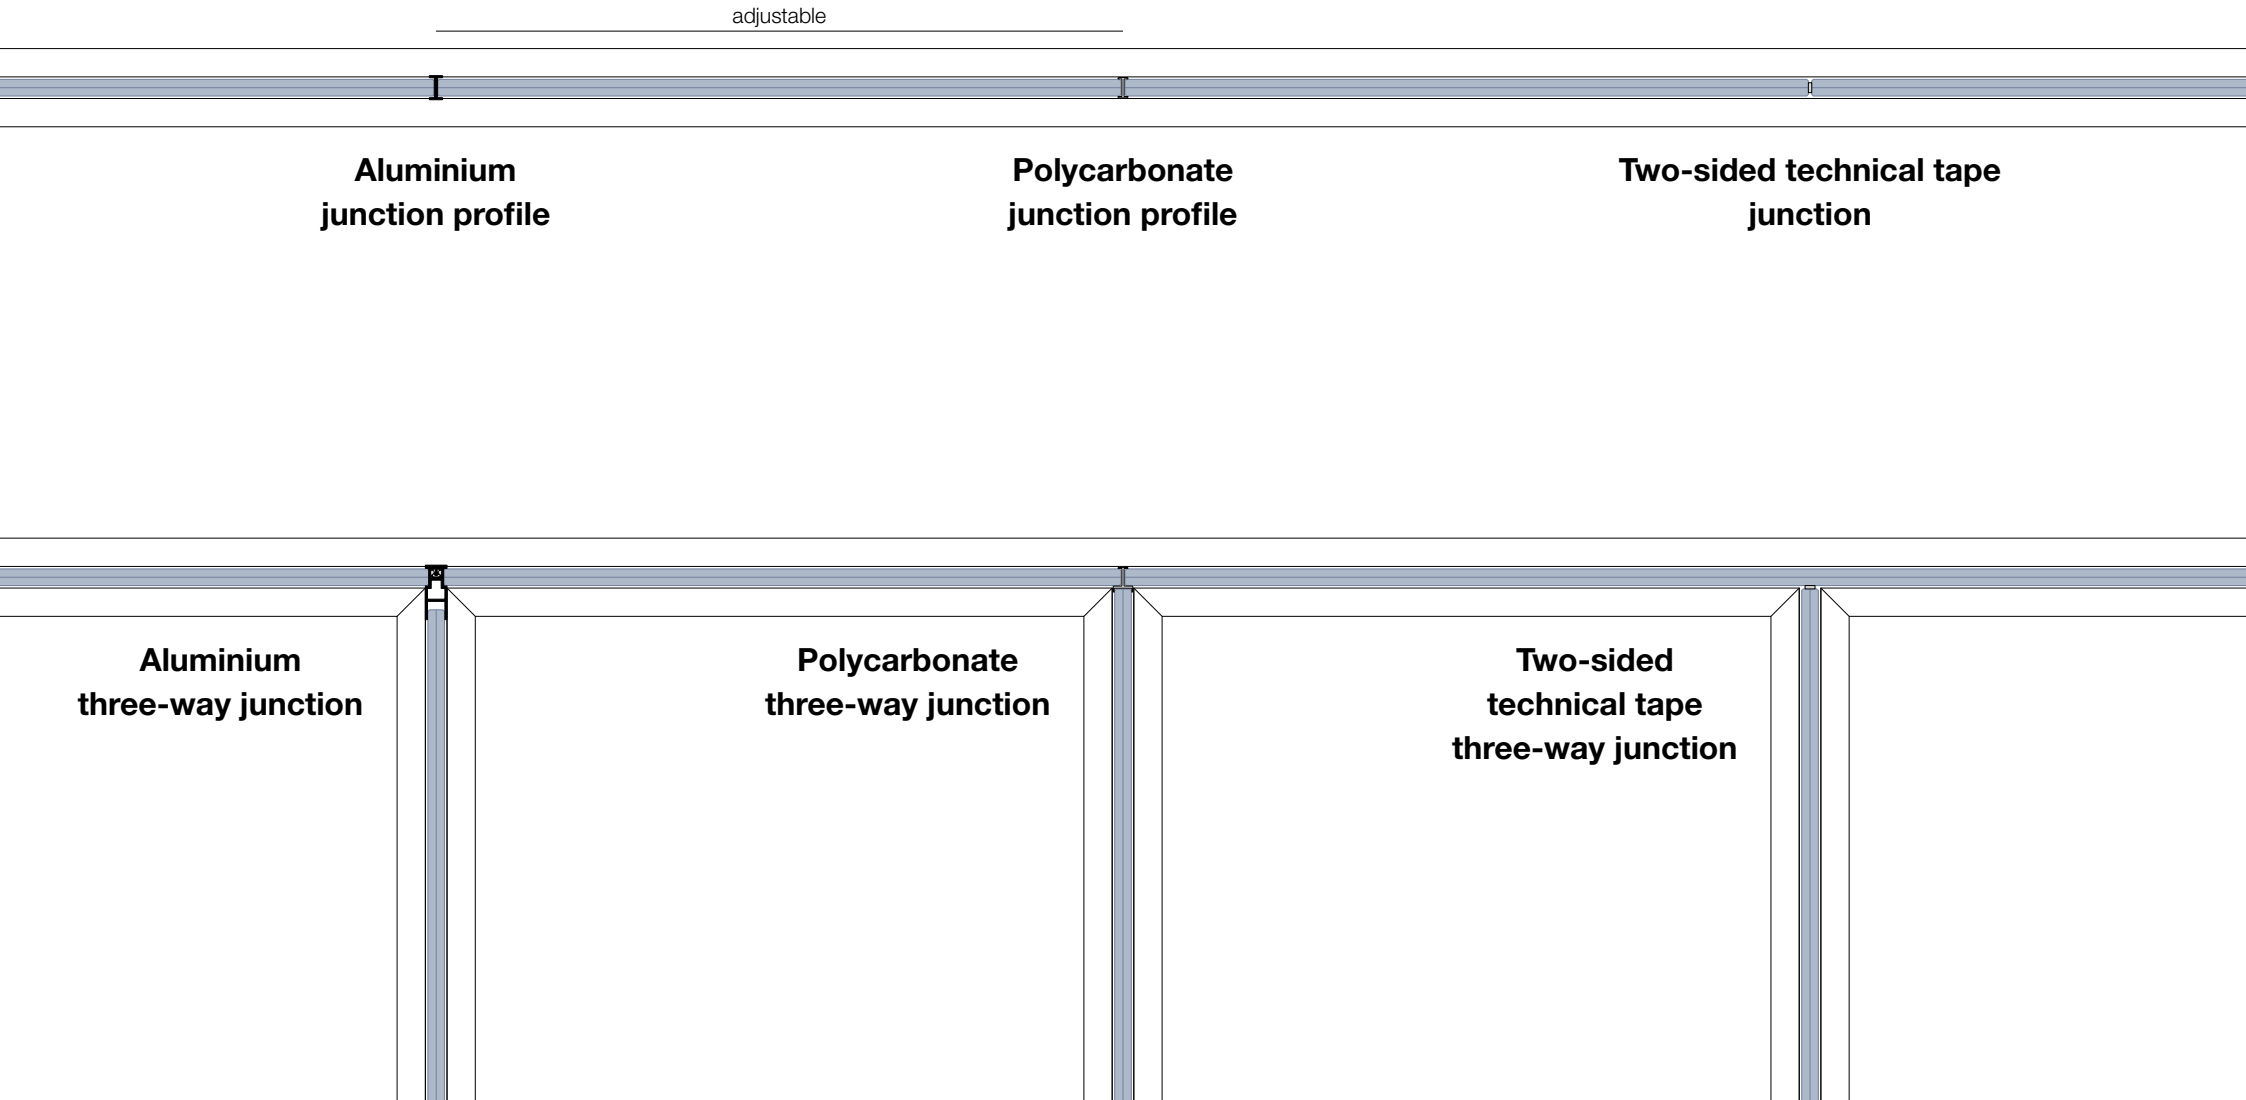 adjustable
Aluminium
junction profile
Polycarbonate
junction profile
Two-sided technical tape
junction
Aluminium
three-way junction
Polycarbonate
three-way junction
Two-sided
technical tape
three-way junction